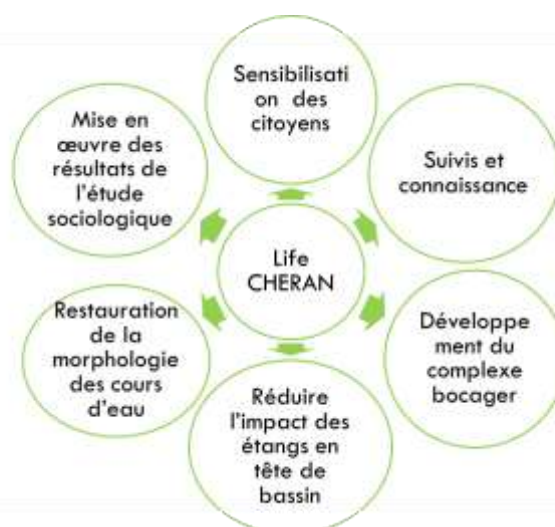 Sensibilisati
on des
citoyens
Suivis et
connaissance
Développe
ment du
complexe
bocager
Réduire
l'impact des
étangs en
tête de
bassin
Restauration
de la
morphologie
des cours
d'eau
Mise en
œuvre des
résultats de
l'étude
sociologique
Life
CHERAN